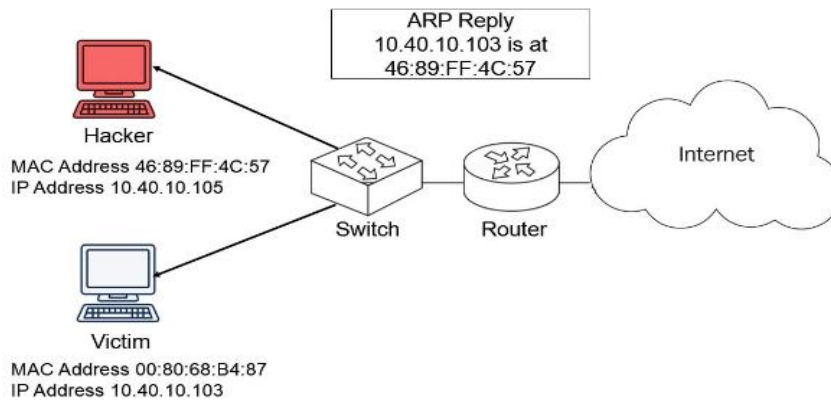 ARP Reply
10.40.10.103 is at
46:89:FF:4C:57
Hacker
MAC Address 46:89:FF:4C:57
IP Address 10.40.10.105
Internet
Switch
Router
Victim
MAC Address 00:80:68:B4:87
IP Address 10.40.10.103